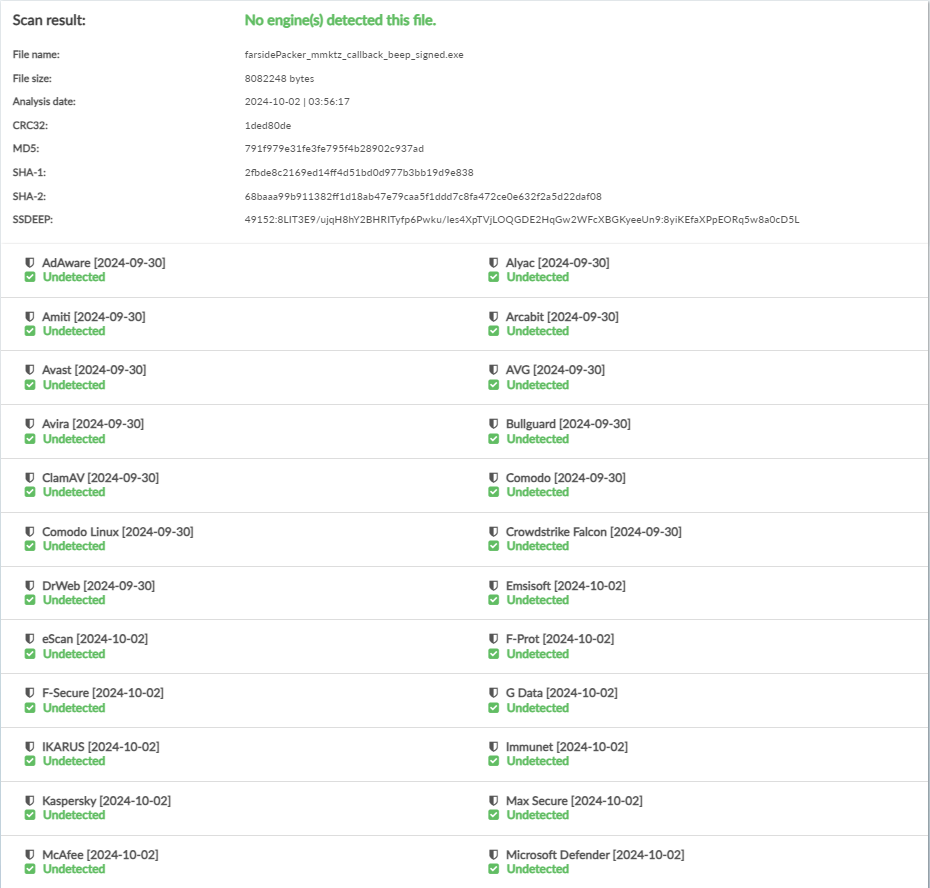 Scan result: No engine(s) detected this file.
File name: farsidePacker_mmktz_callback_beep_signed.exe
File size: 8082248 bytes
Analysis date: 2024-10-02 | 03:56:17
CRC32: 1ded80de
MD5: 791f979e31fe3fe795f4b28902c937ad
SHA-1: 2fbde8c2169ed14ff4d51bd0d977b3bb19d9e838
SHA-2: 68baaa99b911382ff1d18ab47e79caa5f1ddd7c8fa472ce0e632f2a5d22daf08
SSDEEP: 49152:8LIT3E9/ujqH8hY2BHRITyfp6Pwku/Ies4XpTVjLOQGDE2HqGw2WFcXBGKyeeUn9:8yiKEfaXPpEORq5w8a0cD5L
AdAware [2024-09-30] Alyac [2024-09-30]
Undetected Undetected
Amiti [2024-09-30] Arcabit [2024-09-30]
Undetected Undetected
Avast [2024-09-30] AVG [2024-09-30]
Undetected Undetected
Avira [2024-09-30] Bullguard [2024-09-30]
Undetected Undetected
ClamAV [2024-09-30] Comodo [2024-09-30]
Undetected Undetected
Comodo Linux [2024-09-30] Crowdstrike Falcon [2024-09-30]
Undetected Undetected
DrWeb [2024-09-30] Emsisoft [2024-10-02]
Undetected Undetected
eScan [2024-10-02] F-Prot [2024-10-02]
Undetected Undetected
F-Secure [2024-10-02] G Data [2024-10-02]
Undetected Undetected
IKARUS [2024-10-02] Immunet [2024-10-02]
Undetected Undetected
Kaspersky [2024-10-02] Max Secure [2024-10-02]
Undetected Undetected
McAfee [2024-10-02] Microsoft Defender [2024-10-02]
Undetected Undetected